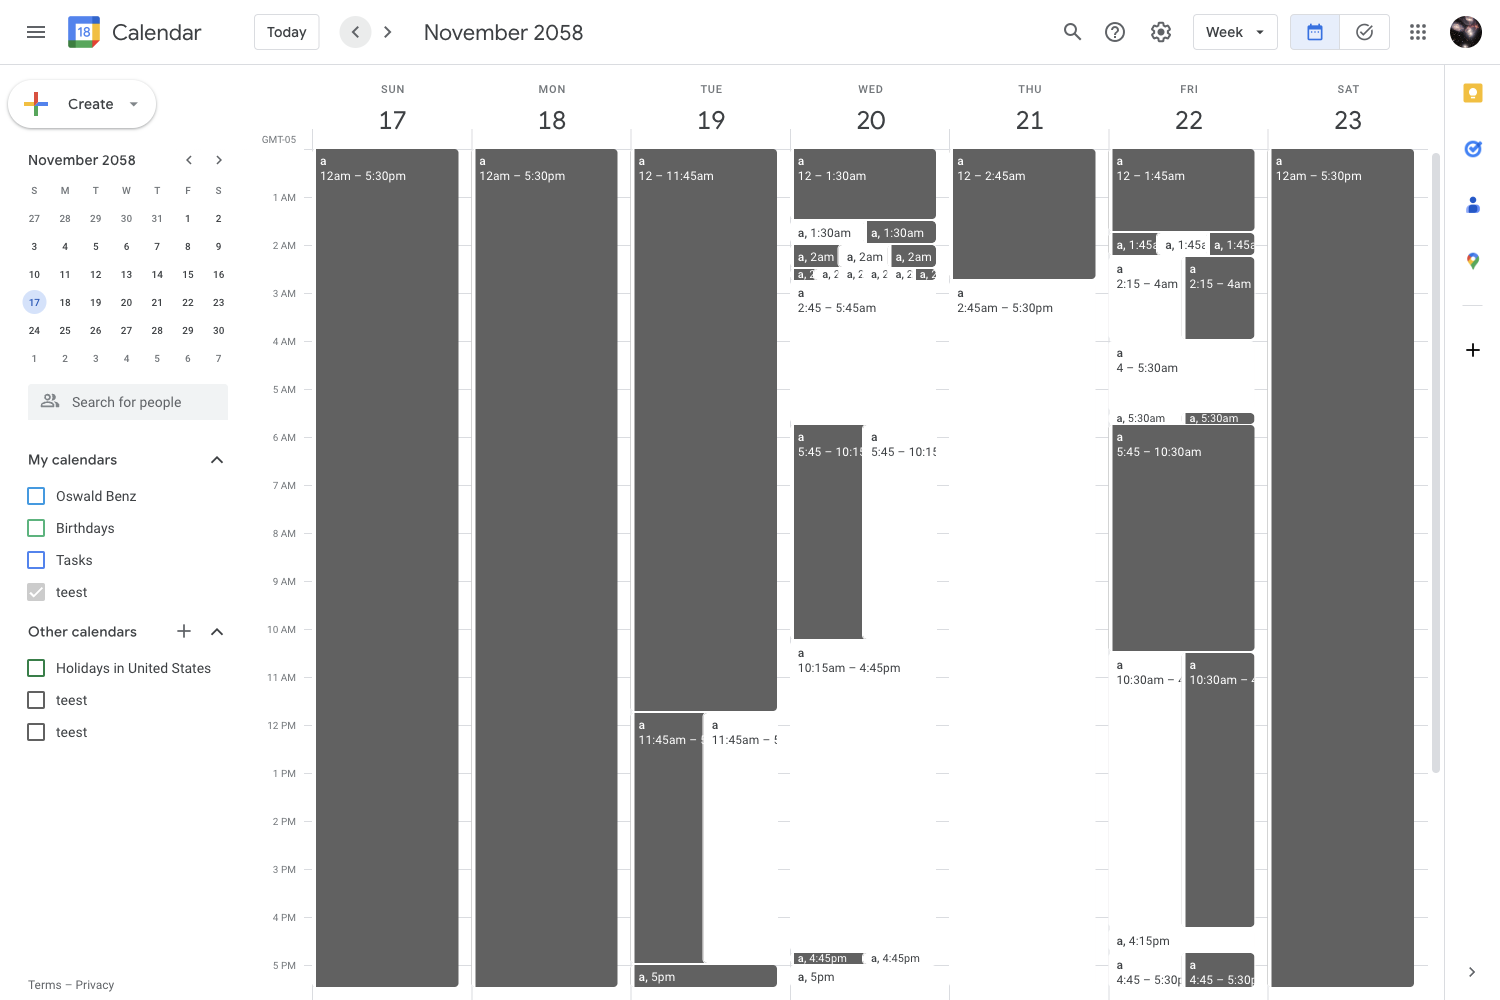 18 Calendar
Today
November 2058
Week
Create
November 2058
S M T W T F S
27 28 29 30 31 1 2
3 4 5 6 7 8 9
10 11 12 13 14 15 16
17 18 19 20 21 22 23
24 25 26 27 28 29 30
1 2 3 4 5 6 7
Search for people
My calendars
Oswald Benz
Birthdays
Tasks
teest
Other calendars
Holidays in United States
teest
teest
Terms – Privacy
SUN MON TUE WED THU FRI SAT
17 18 19 20 21 22 23
GMT-05
1 AM
2 AM
3 AM
4 AM
5 AM
6 AM
7 AM
8 AM
9 AM
10 AM
11 AM
12 PM
1 PM
2 PM
3 PM
4 PM
5 PM
a
12am – 5:30pm
a
12am – 5:30pm
a
12 – 11:45am
a
11:45am – 5
a
11:45am – 5
a, 5pm
a
12 – 1:30am
a, 1:30am
a, 1:30am
a, 2am
a, 2am
a, 2am
a, 2
a, 2
a, 2
a, 2
a, 2
a, 2
a
2:45 – 5:45am
a
5:45 – 10:15
a
5:45 – 10:15
a
10:15am – 4:45pm
a, 4:45pm
a, 4:45pm
a, 5pm
a
12 – 2:45am
a
2:45am – 5:30pm
a
12 – 1:45am
a, 1:45a
a, 1:45a
a, 1:45a
a
2:15 – 4am
a
2:15 – 4am
a
4 – 5:30am
a, 5:30am
a, 5:30am
a
5:45 – 10:30am
a
10:30am – 4
a
10:30am – 4
a, 4:15pm
a
4:45 – 5:30p
a
4:45 – 5:30p
a
12am – 5:30pm